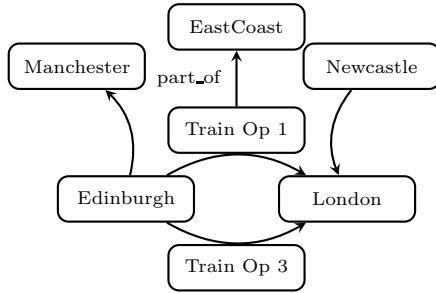 EastCoast
Manchester
Newcastle
part_of
Train Op 1
Edinburgh
London
Train Op 3